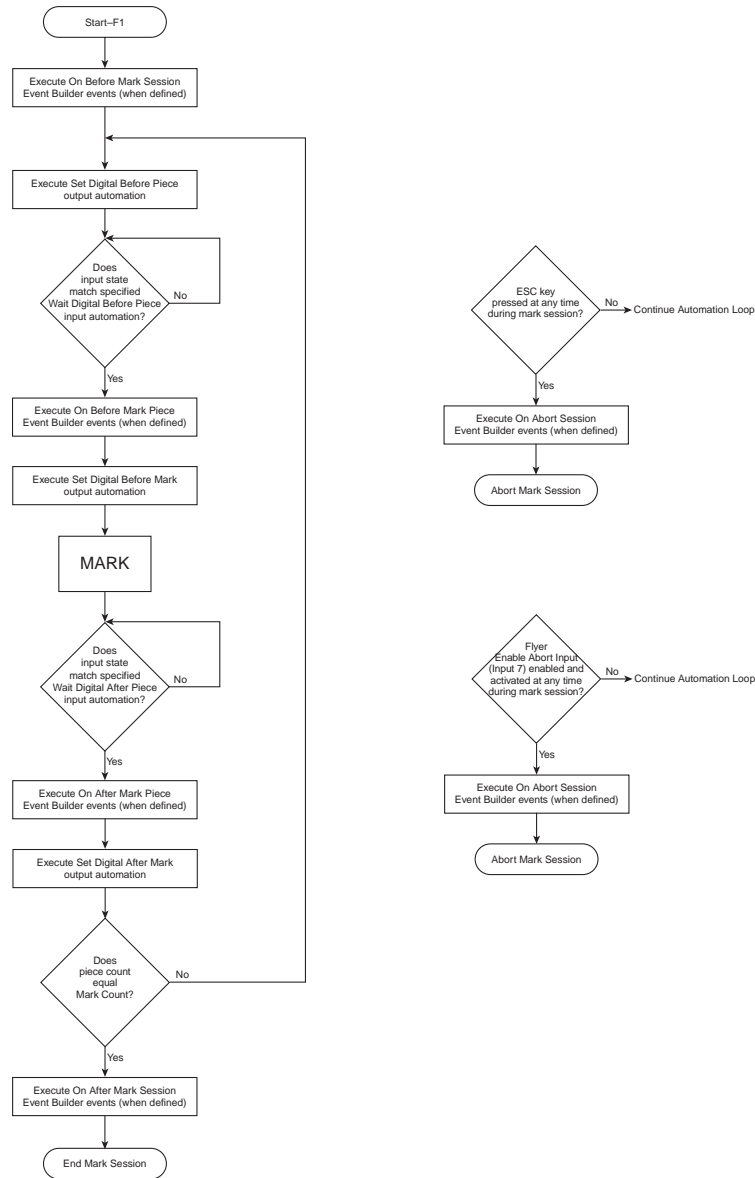 Start–F1
Execute On Before Mark Session
Event Builder events (when defined)
Execute Set Digital Before Piece
output automation
Does
input state
match specified
Wait Digital Before Piece
input automation?
No
Yes
Execute On Before Mark Piece
Event Builder events (when defined)
Execute Set Digital Before Mark
output automation
MARK
Does
input state
match specified
Wait Digital After Piece
input automation?
No
Yes
Execute On After Mark Piece
Event Builder events (when defined)
Execute Set Digital After Mark
output automation
Does
piece count
equal
Mark Count?
No
Yes
Execute On After Mark Session
Event Builder events (when defined)
End Mark Session
ESC key
pressed at any time
during mark session?
No
Continue Automation Loop
Yes
Execute On Abort Session
Event Builder events (when defined)
Abort Mark Session
Flyer
Enable Abort Input
(Input 7) enabled and
activated at any time
during mark session?
No
Continue Automation Loop
Yes
Execute On Abort Session
Event Builder events (when defined)
Abort Mark Session